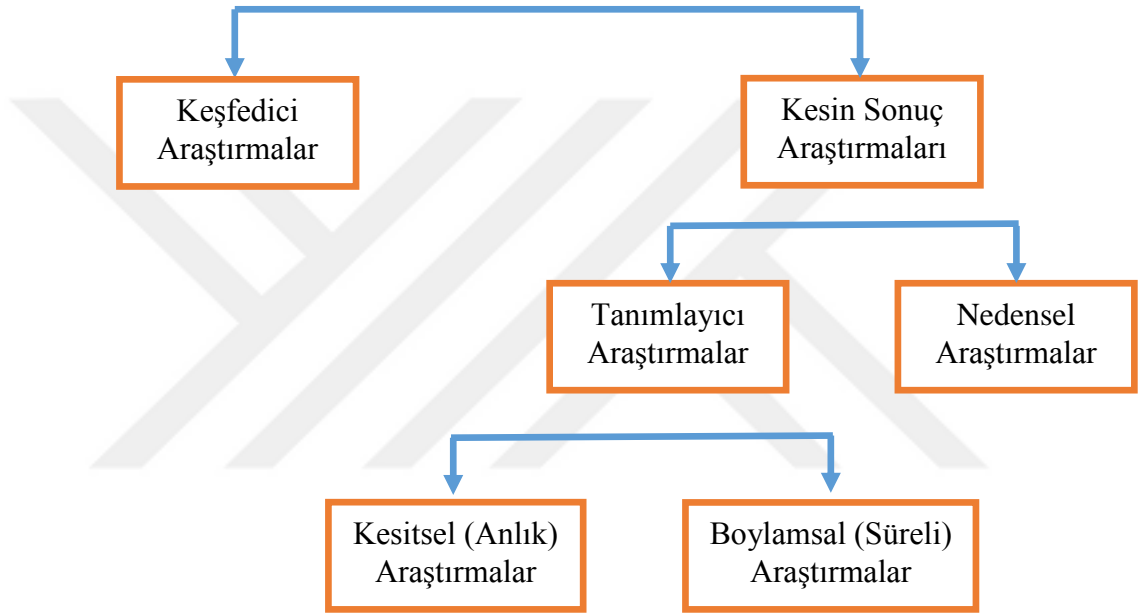 Keşfedici
Araştırmalar
Kesin Sonuç
Araştırmaları
Tanımlayıcı
Araştırmalar
Nedensel
Araştırmalar
Kesitsel (Anlık)
Araştırmalar
Boylamsal (Süreli)
Araştırmalar